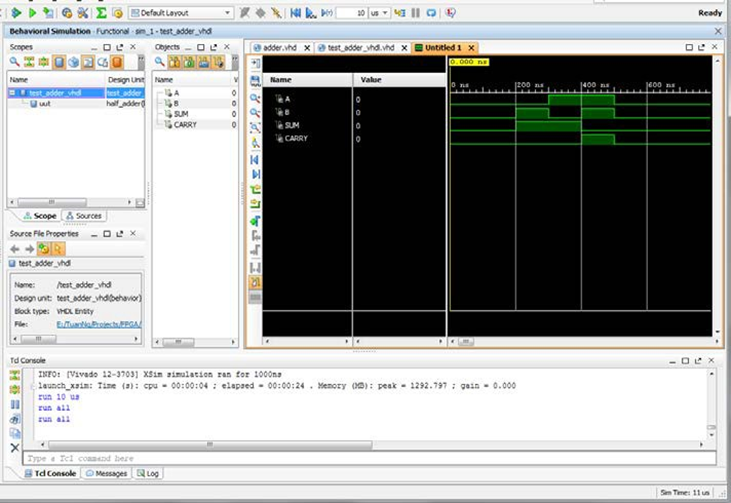 Default Layout
10
us
Ready
Behavioral Simulation - Functional - sim_1 - test_adder_vhdl
Scopes
Name
Design Unit
test_adder_vhdl
test_adder
uut
half_adder(
Scope
Sources
Objects
Name
V
A
0
B
0
SUM
0
CARRY
0
adder.vhd
test_adder_vhdl.vhd
Untitled 1
Name
Value
A
0
B
0
SUM
0
CARRY
0
0.000 ns
0 ns
200 ns
400 ns
600 ns
Source File Properties
test_adder_vhdl
Name:
/test_adder_vhdl
Design unit:
test_adder_vhdl(behavior)
Block type:
VHDL Entity
File:
E:/TuanNg/Projects/FPGA/
Tcl Console
INFO: [Vivado 12-3703] XSim simulation ran for 1000ns
launch_xsim: Time (s): cpu = 00:00:04 ; elapsed = 00:00:24 . Memory (MB): peak = 1292.797 ; gain = 0.000
run 10 us
run all
run all
Type a Tcl command here
Tcl Console
Messages
Log
Sim Time: 11 us